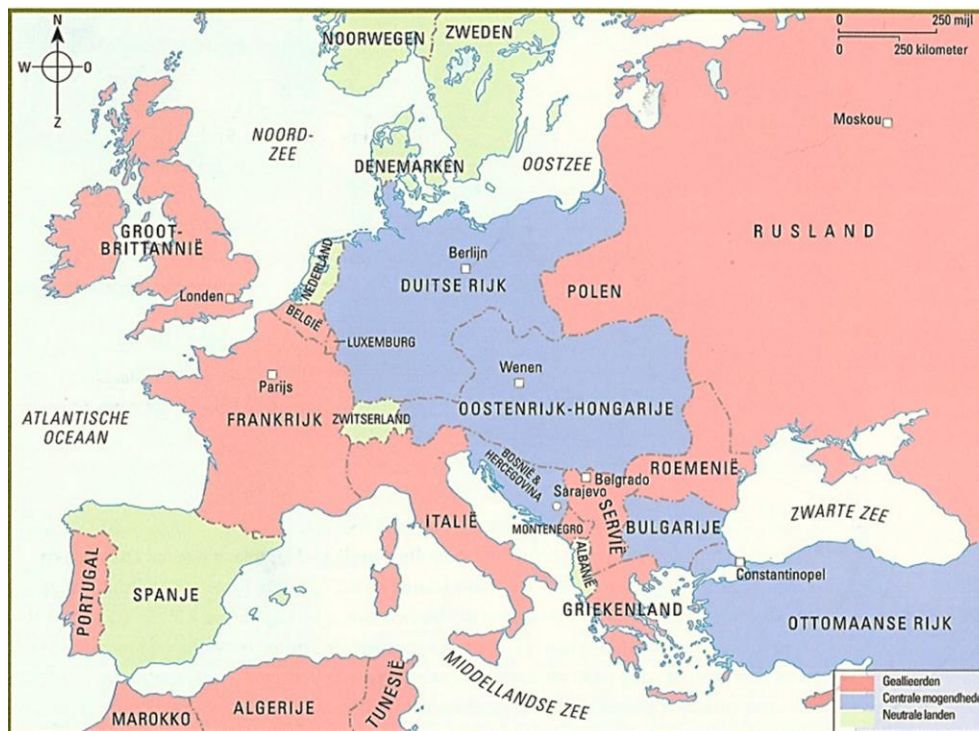 N
W O
Z
0 250 mijl
0 250 kilometer
NOORWEGEN
ZWEDEN
Moskou
NOORD-
ZEE
DENEMARKEN
OOSTZEE
GROOT-
BRITTANNIË
RUSLAND
NEDERLAND
Berlijn
DUITSE RIJK
POLEN
Londen
BELGIË
LUXEMBURG
Parijs
Wenen
ATLANTISCHE
OCEAAN
FRANKRIJK
ZWITSERLAND
OOSTENRIJK-HONGARIJE
BOSNIË &
HERCEGOVINA
ROEMENIË
Belgrado
Sarajevo
ITALIË
MONTENEGRO
SERVIË
BULGARIJE
ZWARTE ZEE
ALBANIË
Constantinopel
PORTUGAL
SPANJE
GRIEKENLAND
OTTOMAANSE RIJK
MIDDELLANDSE ZEE
MAROKKO
ALGERIJE
TUNESIË
Geallieerden
Centrale mogendhede
Neutrale landen